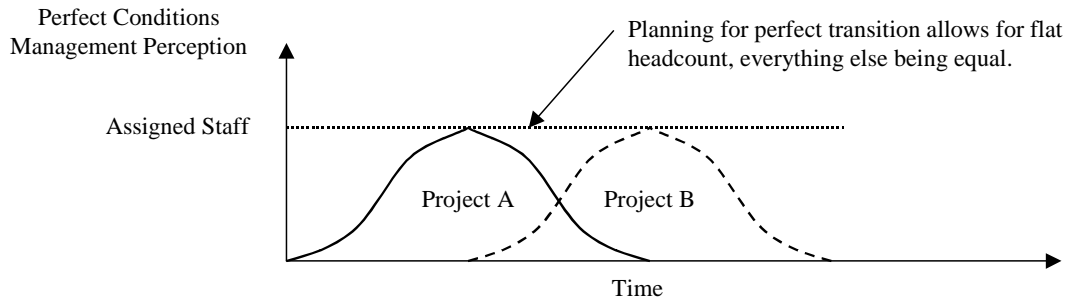 Perfect Conditions
Management Perception
Planning for perfect transition allows for flat
headcount, everything else being equal.
Assigned Staff
Project A
Project B
Time